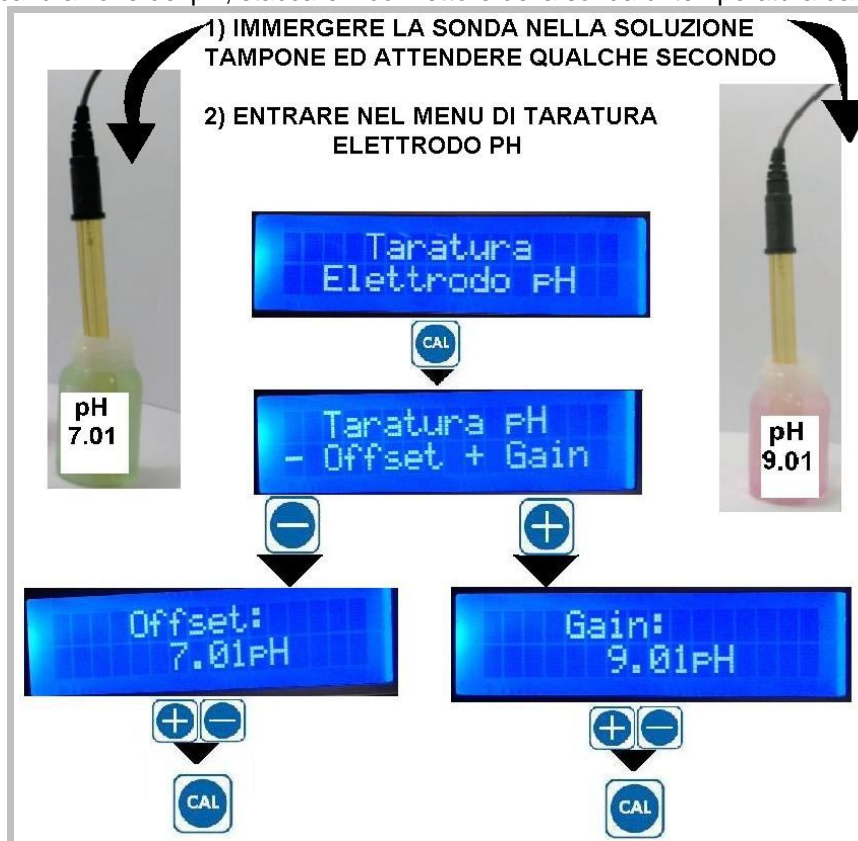 1) IMMERGERE LA SONDA NELLA SOLUZIONE
TAMPONE ED ATTENDERE QUALCHE SECONDO
2) ENTRARE NEL MENU DI TARATURA
ELETTRODO PH
Taratura
Elettrodo pH
CAL
pH
7.01
Taratura pH
- Offset + Gain
pH
9.01
Offset:
7.01pH
Gain:
9.01pH
CAL
CAL